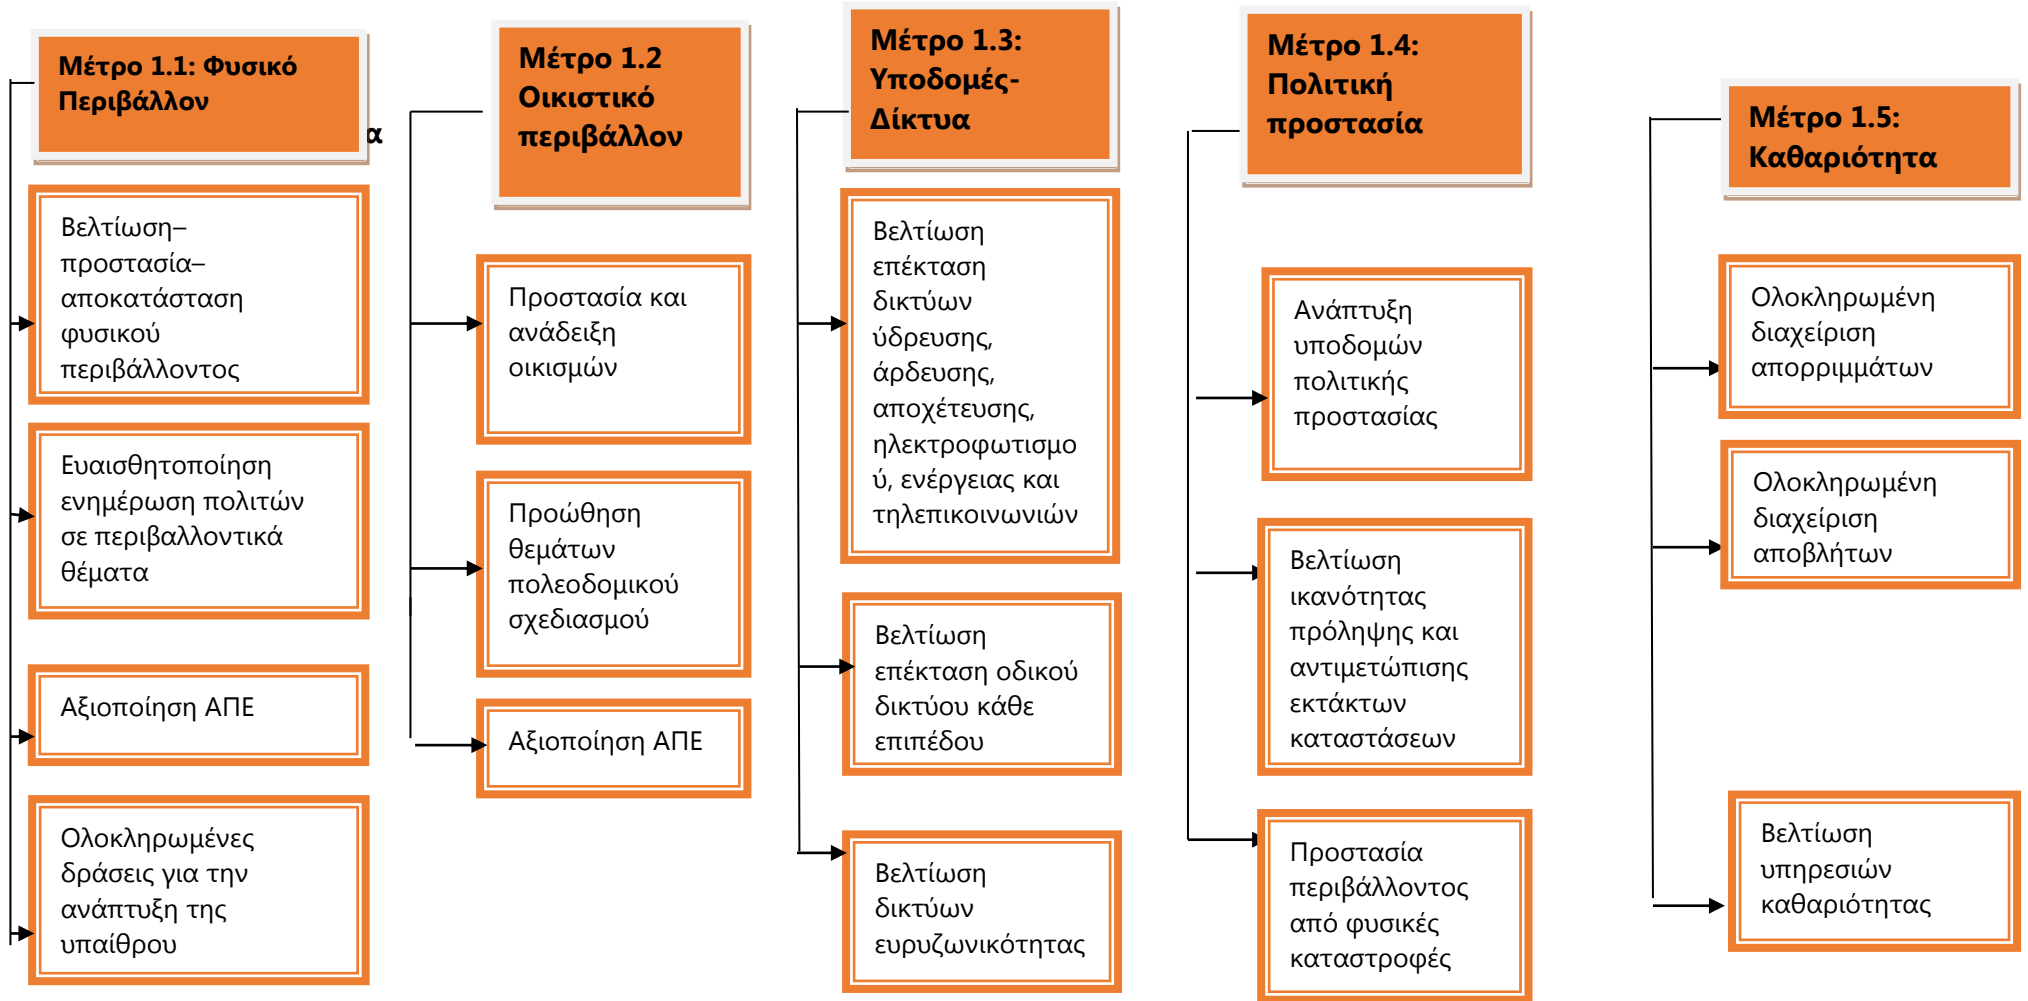 Μέτρο 1.1: Φυσικό
Περιβάλλον
α
Βελτίωση–
προστασία–
αποκατάσταση
φυσικού
περιβάλλοντος
Ευαισθητοποίηση
ενημέρωση πολιτών
σε περιβαλλοντικά
θέματα
Αξιοποίηση ΑΠΕ
Ολοκληρωμένες
δράσεις για την
ανάπτυξη της
υπαίθρου
Μέτρο 1.2
Οικιστικό
περιβάλλον
Προστασία και
ανάδειξη
οικισμών
Προώθηση
θεμάτων
πολεοδομικού
σχεδιασμού
Αξιοποίηση ΑΠΕ
Μέτρο 1.3:
Υποδομές-
Δίκτυα
Βελτίωση
επέκταση
δικτύων
ύδρευσης,
άρδευσης,
αποχέτευσης,
ηλεκτροφωτισμο
ύ, ενέργειας και
τηλεπικοινωνιών
Βελτίωση
επέκταση οδικού
δικτύου κάθε
επιπέδου
Βελτίωση
δικτύων
ευρυζωνικότητας
Μέτρο 1.4:
Πολιτική
προστασία
Ανάπτυξη
υποδομών
πολιτικής
προστασίας
Βελτίωση
ικανότητας
πρόληψης και
αντιμετώπισης
εκτάκτων
καταστάσεων
Προστασία
περιβάλλοντος
από φυσικές
καταστροφές
Μέτρο 1.5:
Καθαριότητα
Ολοκληρωμένη
διαχείριση
απορριμμάτων
Ολοκληρωμένη
διαχείριση
αποβλήτων
Βελτίωση
υπηρεσιών
καθαριότητας